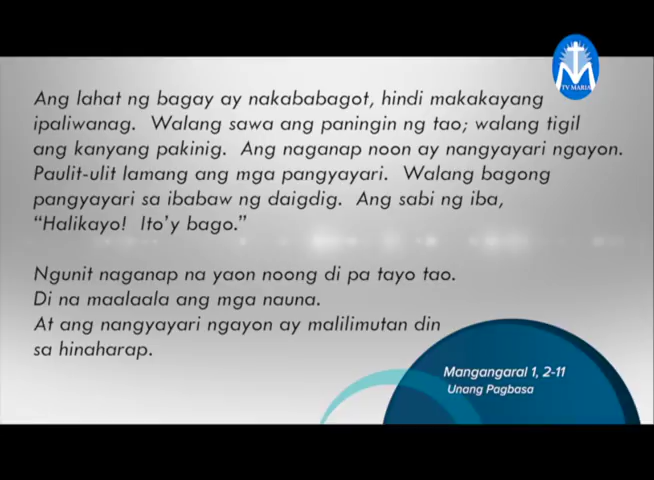 TV MARIA
Ang lahat ng bagay ay nakababagot, hindi makakayang
ipaliwanag. Walang sawa ang paningin ng tao; walang tigil
ang kanyang pakinig. Ang naganap noon ay nangyayari ngayon.
Paulit-ulit lamang ang mga pangyayari. Walang bagong
pangyayari sa ibabaw ng daigdig. Ang sabi ng iba,
“Halikayo! Ito’y bago.”
Ngunit naganap na yaon noong di pa tayo tao.
Di na maalaala ang mga nauna.
At ang nangyayari ngayon ay malilimutan din
sa hinaharap.
Mangangaral 1, 2-11
Unang Pagbasa